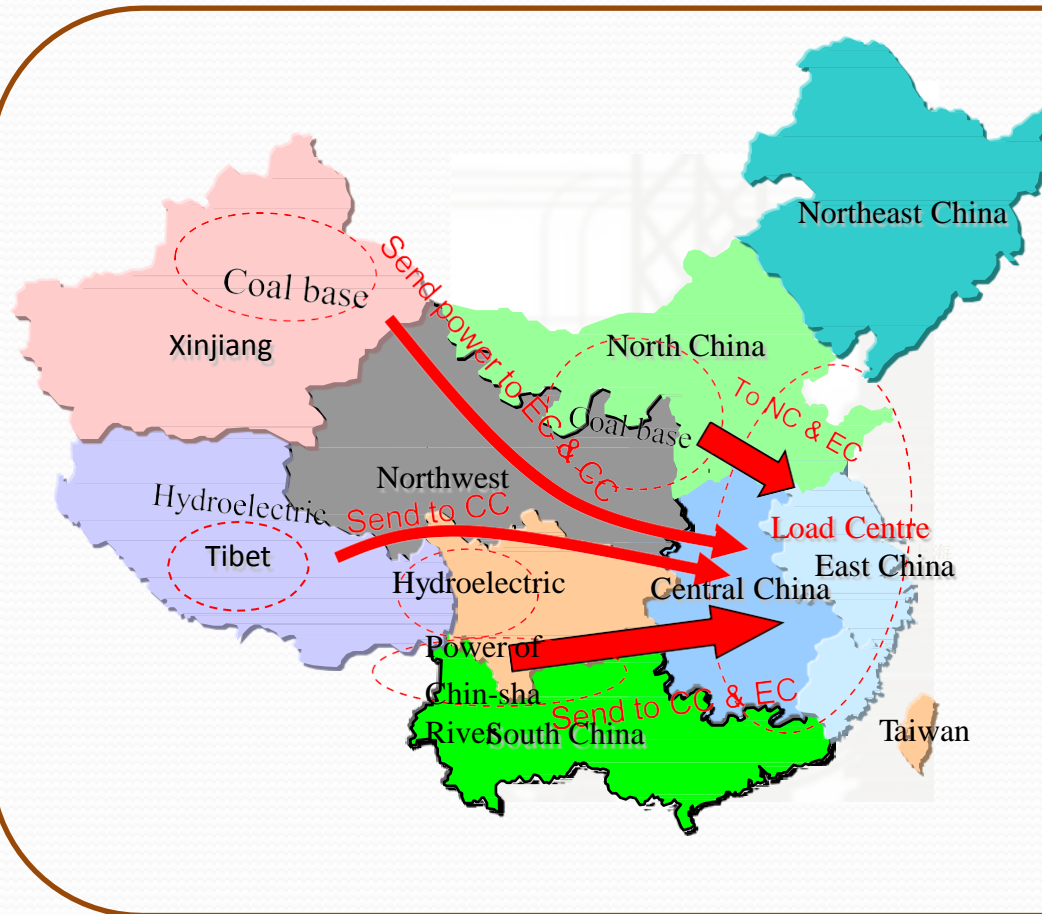 Northeast China
Send power to EC & CC
Coal base
Xinjiang
North China
To NC & EC
Coal base
Northwest
Hydroelectric
Send to CC
Load Centre
Tibet
East China
Hydroelectric
Central China
Power of
Chin-sha
River
Send to CC & EC
South China
Taiwan